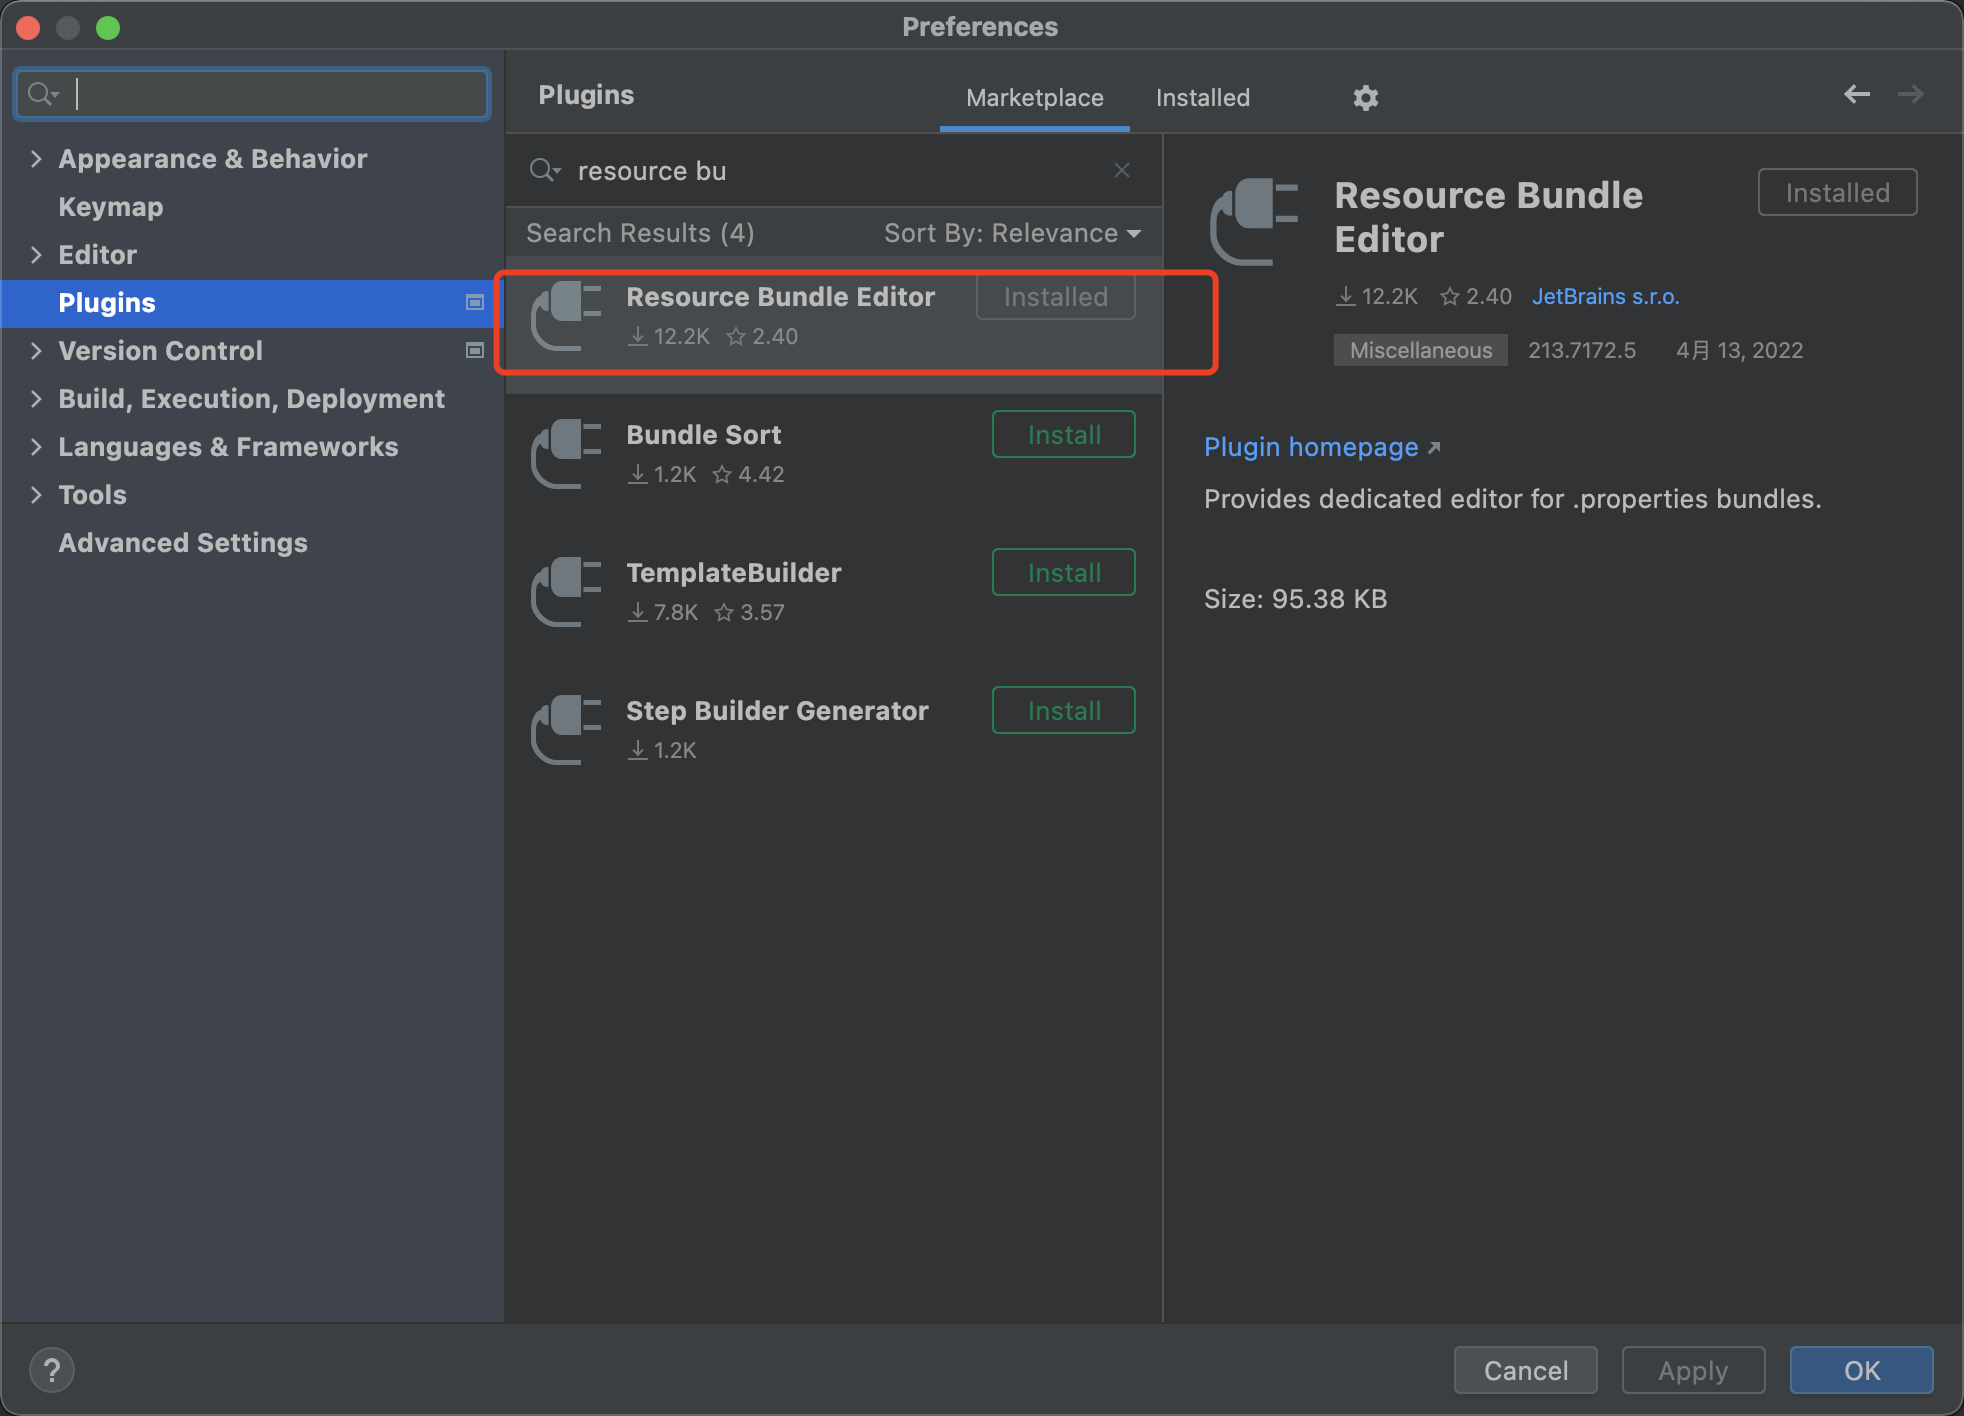 Preferences
Appearance & Behavior
Keymap
Editor
Plugins
Version Control
Build, Execution, Deployment
Languages & Frameworks
Tools
Advanced Settings
Plugins
Marketplace
Installed
resource bu
Search Results (4)
Sort By: Relevance
Resource Bundle Editor
Installed
12.2K 2.40
Bundle Sort
Install
1.2K 4.42
TemplateBuilder
Install
7.8K 3.57
Step Builder Generator
Install
1.2K
Resource Bundle
Editor
Installed
12.2K 2.40 JetBrains s.r.o.
Miscellaneous 213.7172.5 4月 13, 2022
Plugin homepage
Provides dedicated editor for .properties bundles.
Size: 95.38 KB
?
Cancel
Apply
OK